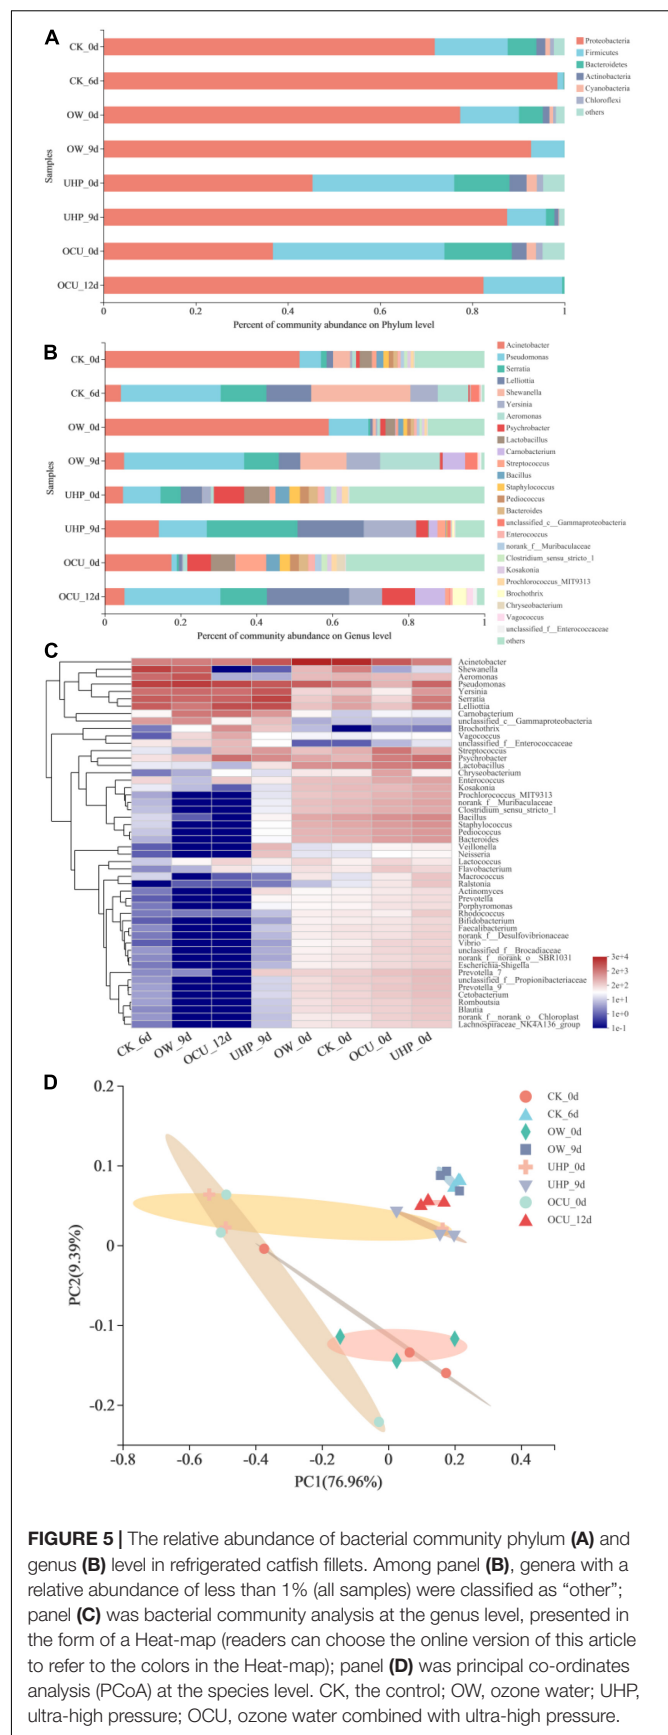 A
CK_0d
CK_6d
OW_0d
OW_9d
UHP_0d
UHP_9d
OCU_0d
OCU_12d
Samples
0
0.2
0.4
0.6
0.8
1
Percent of community abundance on Phylum level
Proteobacteria
Firmicutes
Bacteroidetes
Actinobacteria
Cyanobacteria
Chloroflexi
others
B
CK_0d
CK_6d
OW_0d
OW_9d
UHP_0d
UHP_9d
OCU_0d
OCU_12d
Samples
0
0.2
0.4
0.6
0.8
1
Percent of community abundance on Genus level
Acinetobacter
Pseudomonas
Serratia
Lelliottia
Shewanella
Yersinia
Aeromonas
Psychrobacter
Lactobacillus
Carnobacterium
Streptococcus
Bacillus
Staphylococcus
Pediococcus
Bacteroides
unclassified_c__Gammaproteobacteria
Enterococcus
norank_f__Muribaculaceae
Clostridium_sensu_stricto_1
Kosakonia
Prochlorococcus_MIT9313
Brochothrix
Chryseobacterium
Vagococcus
unclassified_f__Enterococcaceae
others
C
Acinetobacter
Shewanella
Aeromonas
Pseudomonas
Yersinia
Serratia
Lelliottia
Carnobacterium
unclassified_c__Gammaproteobacteria
Brochothrix
Vagococcus
unclassified_f__Enterococcaceae
Streptococcus
Psychrobacter
Lactobacillus
Chryseobacterium
Enterococcus
Kosakonia
Prochlorococcus_MIT9313
norank_f__Muribaculaceae
Clostridium_sensu_stricto_1
Bacillus
Staphylococcus
Pediococcus
Bacteroides
Veillonella
Neisseria
Lactococcus
Flavobacterium
Macrococcus
Ralstonia
Actinomyces
Prevotella
Porphyromonas
Rhodococcus
Bifidobacterium
Faecalibacterium
norank_f__Desulfovibrionaceae
Vibrio
unclassified_f__Brocadiaceae
norank_f__norank_o__SBR1031
Escherichia-Shigella
Prevotella_7
unclassified_f__Propionibacteriaceae
Prevotella_9
Cetobacterium
Romboutsia
Blautia
norank_f__norank_o__Chloroplast
Lachnospiraceae_NK4A136_group
3e+4
2e+3
2e+2
1e+1
1e+0
1e-1
CK_6d
OW_9d
OCU_12d
UHP_9d
OW_0d
CK_0d
OCU_0d
UHP_0d
D
0.2
0.1
0
-0.1
-0.2
PC2(9.39%)
-0.8
-0.6
-0.4
-0.2
0
0.2
0.4
PC1(76.96%)
CK_0d
CK_6d
OW_0d
OW_9d
UHP_0d
UHP_9d
OCU_0d
OCU_12d
FIGURE 5 | The relative abundance of bacterial community phylum (A) and
genus (B) level in refrigerated catfish fillets. Among panel (B), genera with a
relative abundance of less than 1% (all samples) were classified as “other”;
panel (C) was bacterial community analysis at the genus level, presented in
the form of a Heat-map (readers can choose the online version of this article
to refer to the colors in the Heat-map); panel (D) was principal co-ordinates
analysis (PCoA) at the species level. CK, the control; OW, ozone water; UHP,
ultra-high pressure; OCU, ozone water combined with ultra-high pressure.